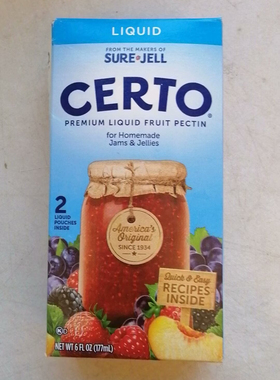 LIQUID
FROM THE MAKERS OF
SURE•JELL
CERTO®
PREMIUM LIQUID FRUIT PECTIN
for Homemade
Jams & Jellies
2
LIQUID
POUCHES
INSIDE
America's
Original
SINCE 1934
Quick & Easy
RECIPES
INSIDE
NET WT 6 FL OZ (177mL)